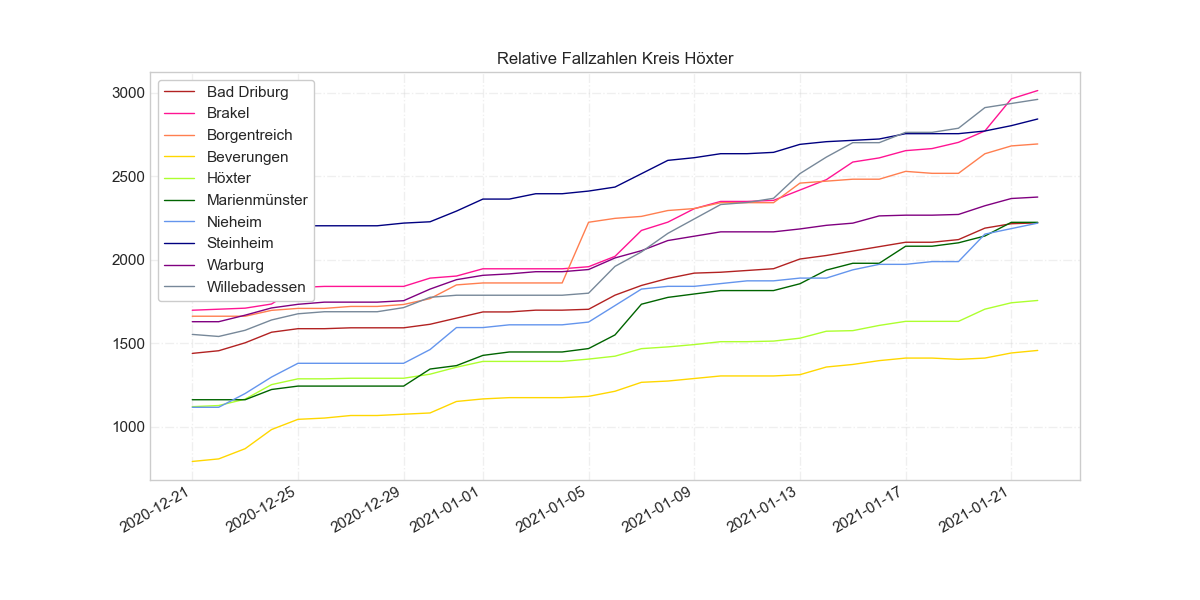 Relative Fallzahlen Kreis Höxter
3000
2500
2000
1500
1000
Bad Driburg
Brakel
Borgentreich
Beverungen
Höxter
Marienmünster
Nieheim
Steinheim
Warburg
Willebadessen
2020-12-21
2020-12-25
2020-12-29
2021-01-01
2021-01-05
2021-01-09
2021-01-13
2021-01-17
2021-01-21